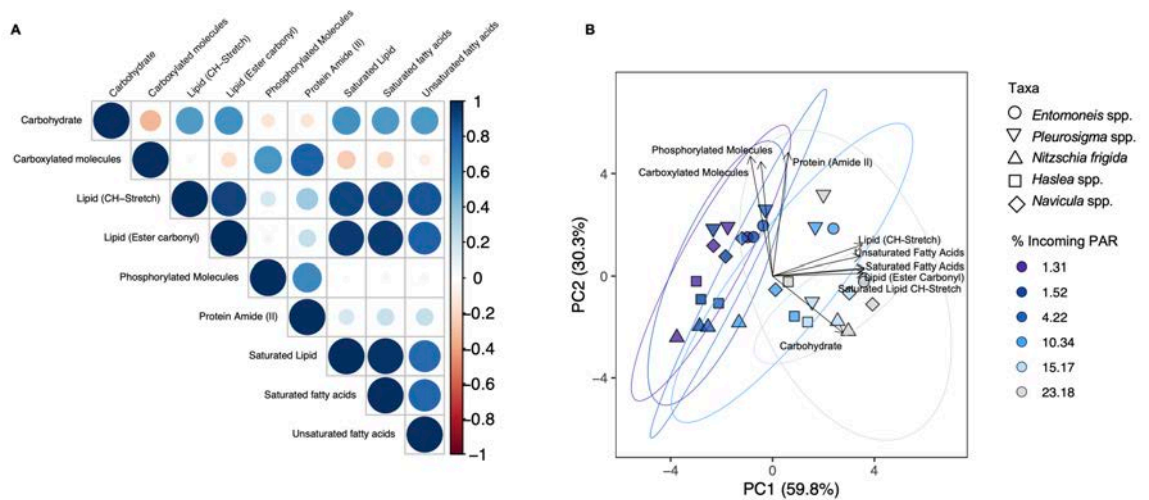 A
Carbohydrate
Carboxylated molecules
Lipid (CH-Stretch)
Lipid (Ester carbonyl)
Phosphorylated Molecules
Protein Amide (II)
Saturated Lipid
Saturated fatty acids
Unsaturated fatty acids
Carbohydrate
Carboxylated molecules
Lipid (CH-Stretch)
Lipid (Ester carbonyl)
Phosphorylated Molecules
Protein Amide (II)
Saturated Lipid
Saturated fatty acids
Unsaturated fatty acids
1
0.8
0.6
0.4
0.2
0
-0.2
-0.4
-0.6
-0.8
-1
B
PC2 (30.3%)
4
0
-4
Phosphorylated Molecules
Carboxylated Molecules
Protein (Amide II)
Lipid (CH-Stretch)
Unsaturated Fatty Acids
Saturated Fatty Acids
Lipid (Ester Carbonyl)
Saturated Lipid CH-Stretch
Carbohydrate
-4
0
4
PC1 (59.8%)
Taxa
Entomoneis spp.
Pleurosigma spp.
Nitzschia frigida
Haslea spp.
Navicula spp.
% Incoming PAR
1.31
1.52
4.22
10.34
15.17
23.18